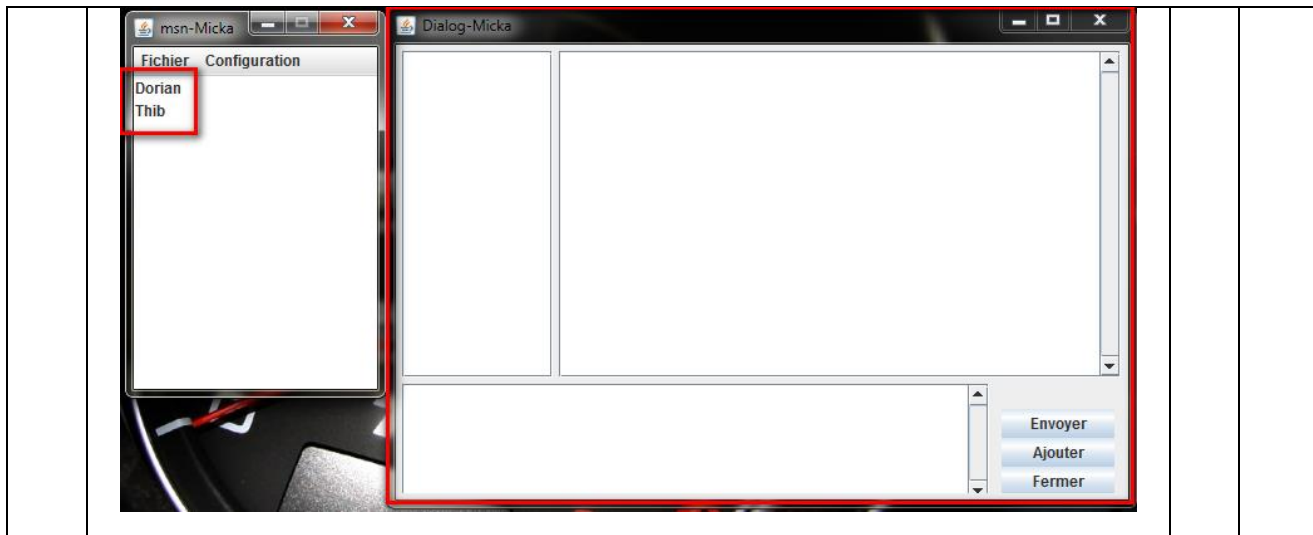 msn-Micka
Fichier Configuration
Dorian
Thib
Dialog-Micka
Envoyer
Ajouter
Fermer